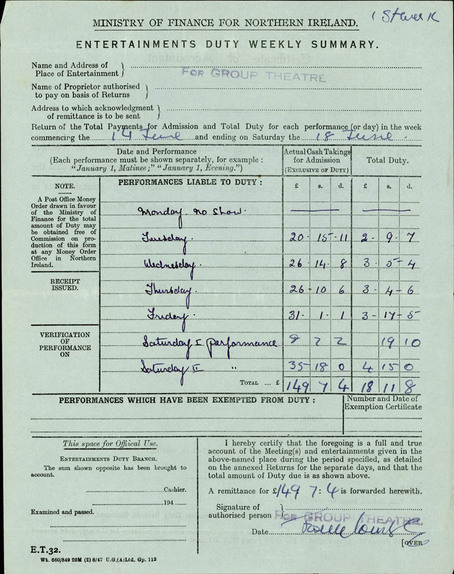 1 Stewer K
MINISTRY OF FINANCE FOR NORTHERN IRELAND.
ENTERTAINMENTS DUTY WEEKLY SUMMARY.
Name and Address of
Place of Entertainment
FOR GROUP THEATRE
Name of Proprietor authorised
to pay on basis of Returns
Address to which acknowledgment
of remittance is to be sent
Return of the Total Payments for Admission and Total Duty for each performance (or day) in the week
commencing the 14 June and ending on Saturday the 18 June.
Date and Performance
(Each performance must be shown separately, for example :
"January 1, Matinee;" "January 1, Evening.")
Actual Cash Takings
for Admission
(EXCLUSIVE OF DUTY)
Total Duty.
NOTE.
A Post Office Money
Order drawn in favour
of the Ministry of
Finance for the total
amount of Duty may
be obtained free of
Commission on pro-
duction of this form
at any Money Order
Office in Northern
Ireland.
RECEIPT
ISSUED.
VERIFICATION
OF
PERFORMANCE
ON
PERFORMANCES LIABLE TO DUTY :
£ s. d. £ s. d.
Monday. no show.
Tuesday. 20 - 15 - 11 2 - 9 - 7
Wednesday. 26 . 14 . 8 3 . 5 - 4
Thursday. 26 - 10 . 6 3 - 4 - 6
Friday. 31 . 1 . 1 3 - 17 - 5
Saturday I performance 8 2 2 19 10
Saturday II " 35 - 18 0 4 15 0
TOTAL ... £ 149 7 4 18 11 8
PERFORMANCES WHICH HAVE BEEN EXEMPTED FROM DUTY :
Number and Date of
Exemption Certificate
This space for Official Use.
ENTERTAINMENTS DUTY BRANCH.
The sum shown opposite has been brought to
account.
Cashier.
194
Examined and passed.
I hereby certify that the foregoing is a full and true
account of the Meeting(s) and entertainments given in the
above-named place during the period specified, as detailed
on the annexed Returns for the separate days, and that the
total Amount of Duty due is as shown above.
A remittance for £149 7: 4 is forwarded herewith.
Signature of
authorised person
FOR GROUP THEATRE
Date
E.T.32.
[OVER